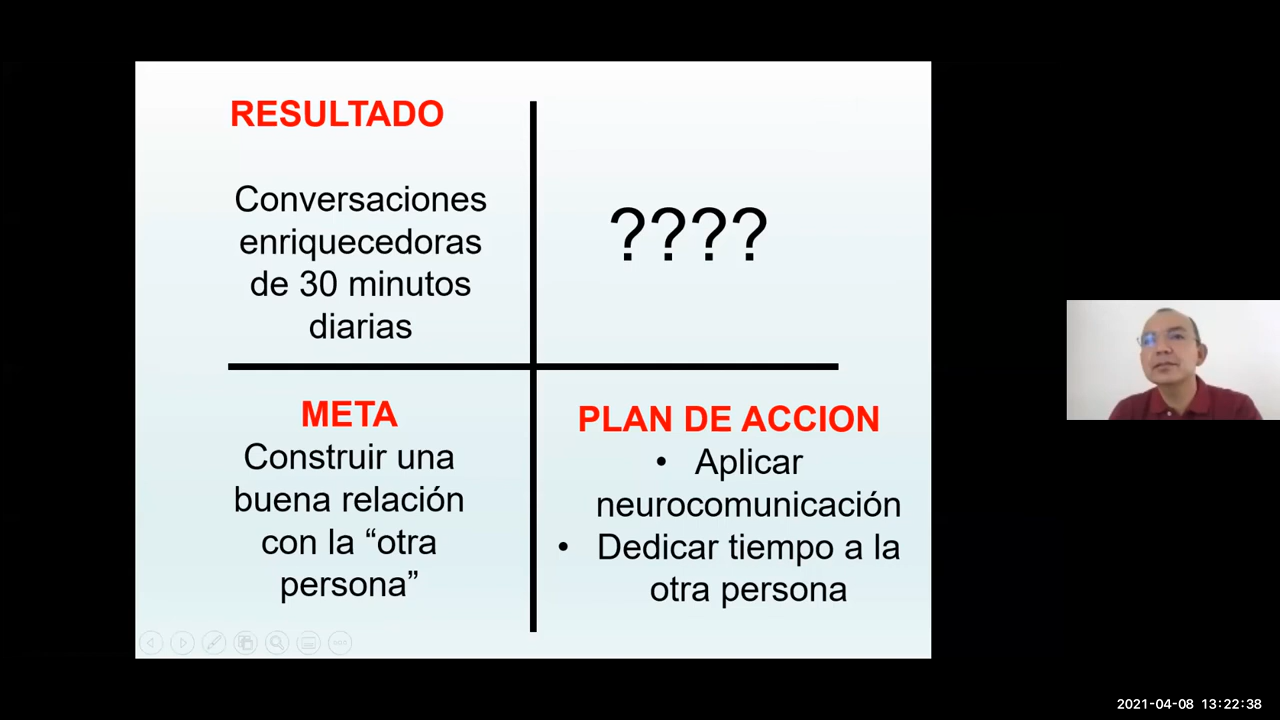 RESULTADO
Conversaciones
enriquecedoras
de 30 minutos
diarias
????
META
Construir una
buena relación
con la “otra
persona”
PLAN DE ACCION
• Aplicar
neurocomunicación
• Dedicar tiempo a la
otra persona
2021-04-08 13:22:38